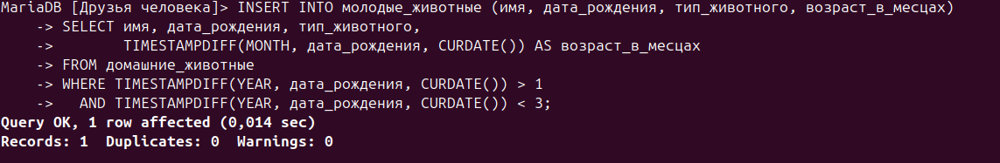 MariaDB [Друзья человека]> INSERT INTO молодые_животные (имя, дата_рождения, тип_животного, возраст_в_месцах)
    -> SELECT имя, дата_рождения, тип_животного,
    ->        TIMESTAMPDIFF(MONTH, дата_рождения, CURDATE()) AS возраст_в_месцах
    -> FROM домашние_животные
    -> WHERE TIMESTAMPDIFF(YEAR, дата_рождения, CURDATE()) > 1
    ->   AND TIMESTAMPDIFF(YEAR, дата_рождения, CURDATE()) < 3;
Query OK, 1 row affected (0,014 sec)
Records: 1  Duplicates: 0  Warnings: 0